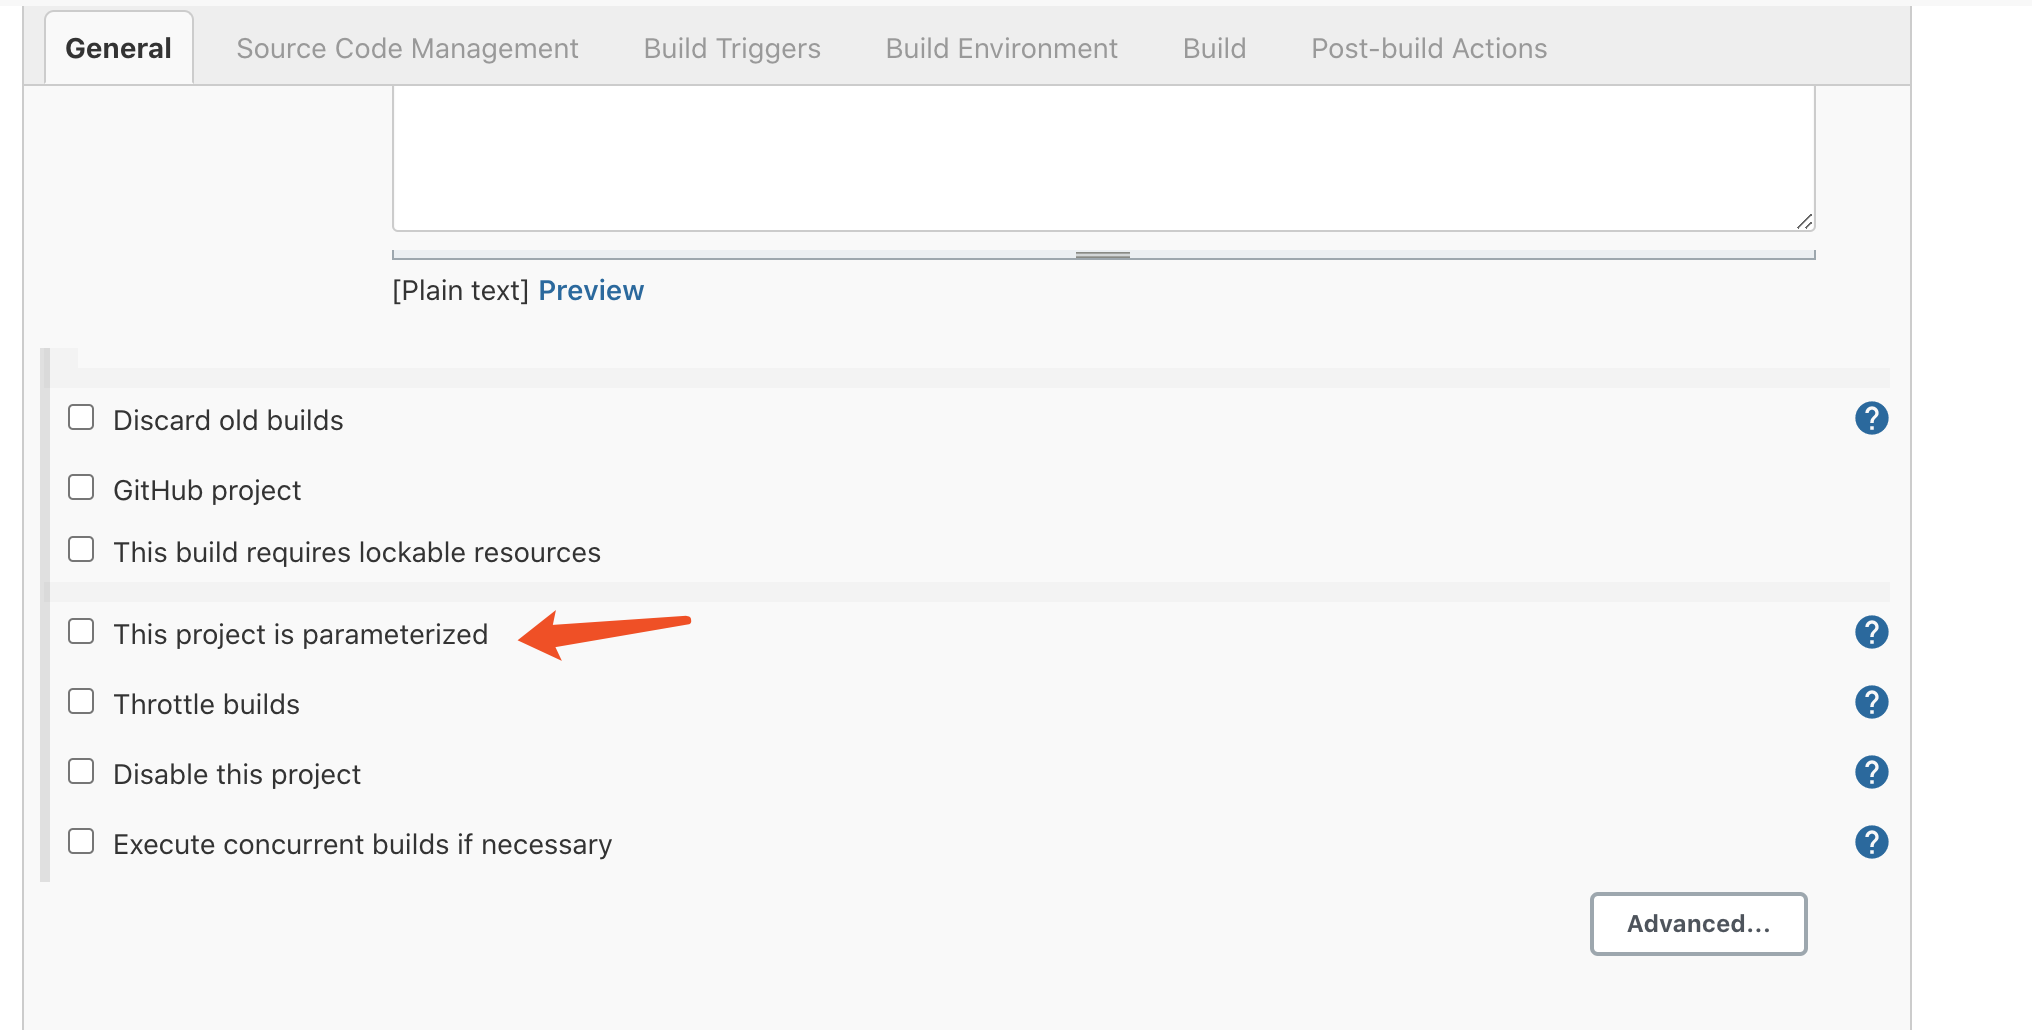 General Source Code Management Build Triggers Build Environment Build Post-build Actions
[Plain text] Preview
Discard old builds ?
GitHub project
This build requires lockable resources
This project is parameterized ?
Throttle builds ?
Disable this project ?
Execute concurrent builds if necessary ?
Advanced...